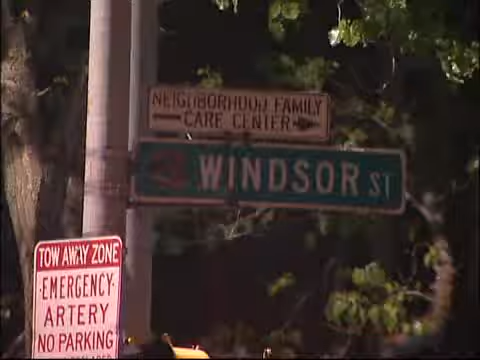 NEIGHBORHOOD FAMILY
CARE CENTER
WINDSOR ST
TOW AWAY ZONE
EMERGENCY
ARTERY
NO PARKING